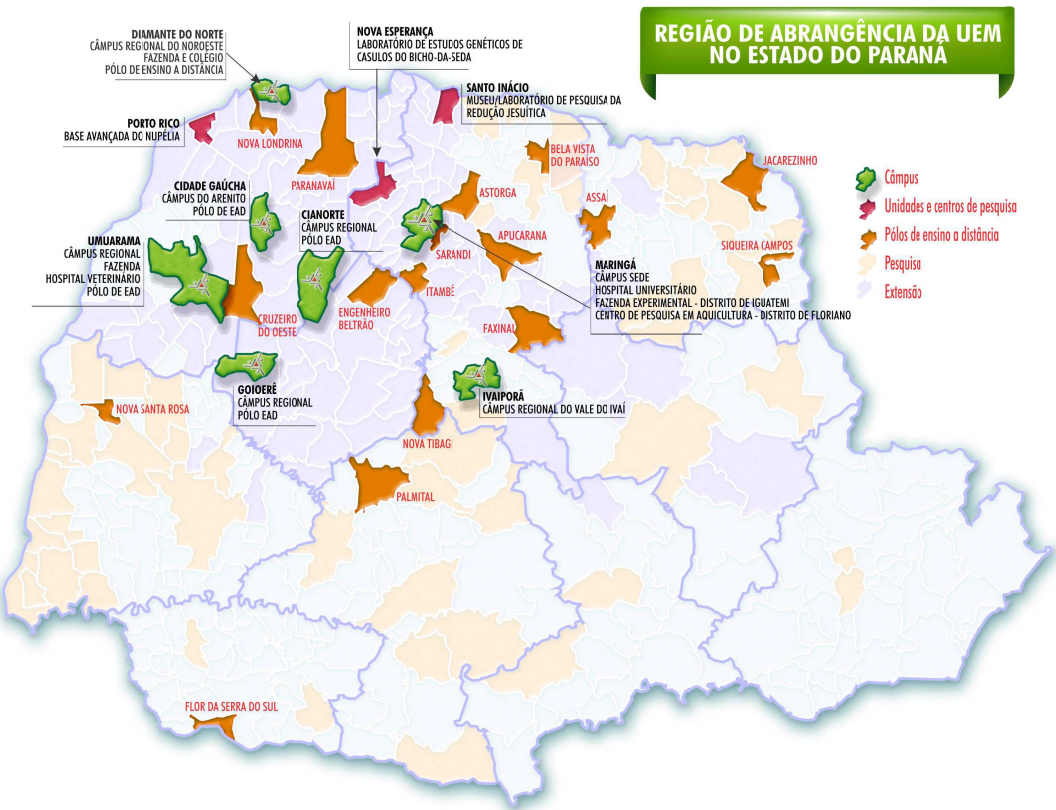 REGIÃO DE ABRANGÊNCIA DA UEM
NO ESTADO DO PARANÁ
DIAMANTE DO NORTE
CÂMPUS REGIONAL DO NOROESTE
FAZENDA E COLÉGIO
PÓLO DE ENSINO A DISTÂNCIA
NOVA ESPERANÇA
LABORATÓRIO DE ESTUDOS GENÉTICOS DE
CASULOS DO BICHO-DA-SEDA
SANTO INÁCIO
MUSEU/LABORATÓRIO DE PESQUISA DA
REDUÇÃO JESUÍTICA
PORTO RICO
BASE AVANÇADA DO NUPÉLIA
NOVA LONDRINA
PARANAVAÍ
BELA VISTA
DO PARAÍSO
JACAREZINHO
CIDADE GAÚCHA
CÂMPUS DO ARENITO
PÓLO DE EAD
CIANORTE
CÂMPUS REGIONAL
PÓLO EAD
ASTORGA
ASSAÍ
APUCARANA
SARANDI
SIQUEIRA CAMPOS
UMUARAMA
CÂMPUS REGIONAL
FAZENDA
HOSPITAL VETERINÁRIO
PÓLO DE EAD
MARINGÁ
CÂMPUS SEDE
HOSPITAL UNIVERSITÁRIO
FAZENDA EXPERIMENTAL - DISTRITO DE IGUATEMI
CENTRO DE PESQUISA EM AQUICULTURA - DISTRITO DE FLORIANO
CRUZEIRO
DO OESTE
ENGENHEIRO
BELTRÃO
ITAMBÉ
FAXINAL
GOIOERÊ
CÂMPUS REGIONAL
PÓLO EAD
IVAIPORÃ
CÂMPUS REGIONAL DO VALE DO IVAÍ
NOVA SANTA ROSA
NOVA TIBAG
PALMITAL
FLOR DA SERRA DO SUL
Câmpus
Unidades e centros de pesquisa
Pólos de ensino a distância
Pesquisa
Extensão